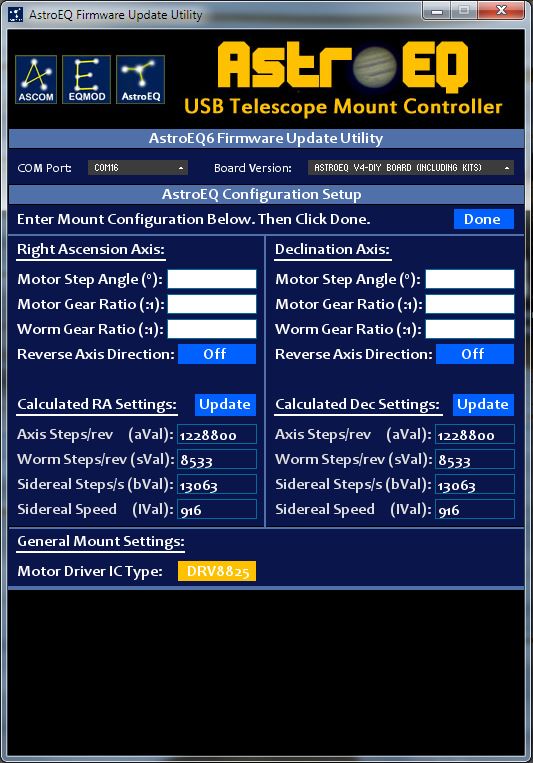 AstroEQ Firmware Update Utility
ASCOM EQMOD AstroEQ
AstroEQ
USB Telescope Mount Controller
AstroEQ6 Firmware Update Utility
COM Port: COM16 Board Version: ASTROEQ V4-DIY BOARD (INCLUDING KITS)
AstroEQ Configuration Setup
Enter Mount Configuration Below. Then Click Done. Done
Right Ascension Axis: Declination Axis:
Motor Step Angle (°): Motor Step Angle (°):
Motor Gear Ratio (:1): Motor Gear Ratio (:1):
Worm Gear Ratio (:1): Worm Gear Ratio (:1):
Reverse Axis Direction: Off Reverse Axis Direction: Off
Calculated RA Settings: Update Calculated Dec Settings: Update
Axis Steps/rev (aVal): 1228800 Axis Steps/rev (aVal): 1228800
Worm Steps/rev (sVal): 8533 Worm Steps/rev (sVal): 8533
Sidereal Steps/s (bVal): 13063 Sidereal Steps/s (bVal): 13063
Sidereal Speed (IVal): 916 Sidereal Speed (IVal): 916
General Mount Settings:
Motor Driver IC Type: DRV8825